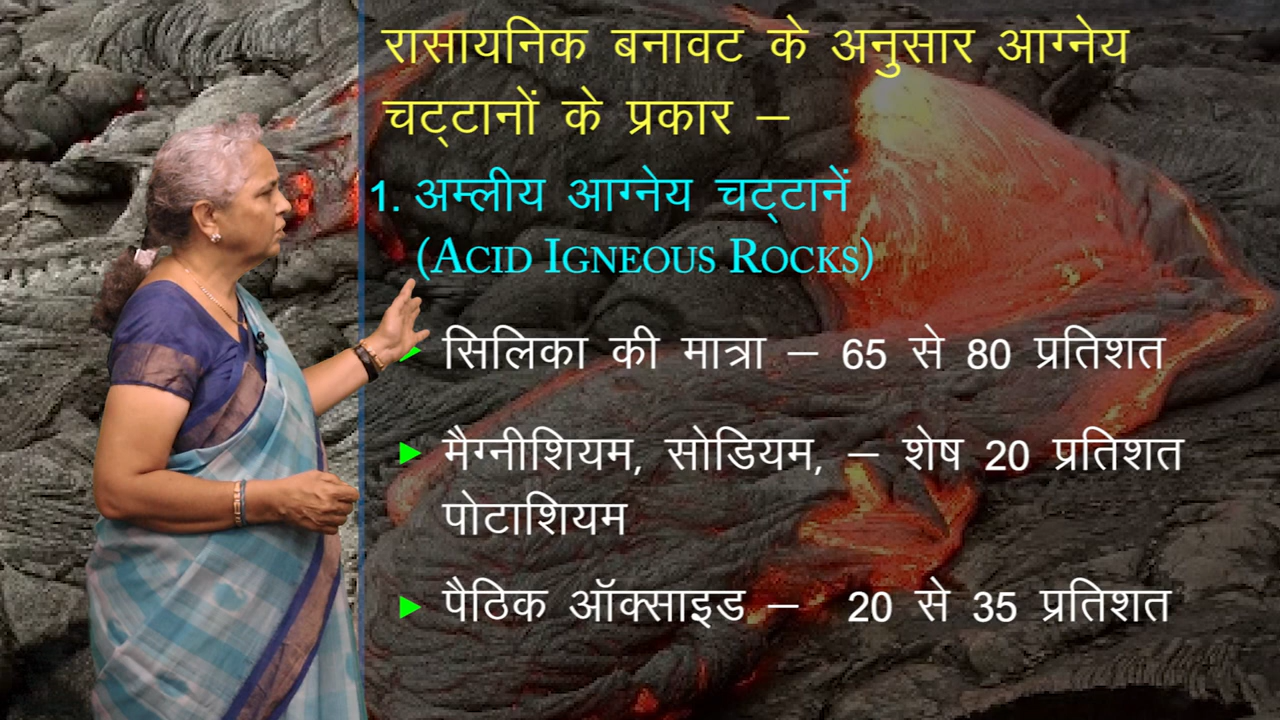 रासायनिक बनावट के अनुसार आग्नेय
चट्टानों के प्रकार –
1. अम्लीय आग्नेय चट्टानें
(ACID IGNEOUS ROCKS)
सिलिका की मात्रा – 65 से 80 प्रतिशत
मैग्नीशियम, सोडियम, – शेष 20 प्रतिशत
पोटाशियम
पैठिक ऑक्साइड – 20 से 35 प्रतिशत